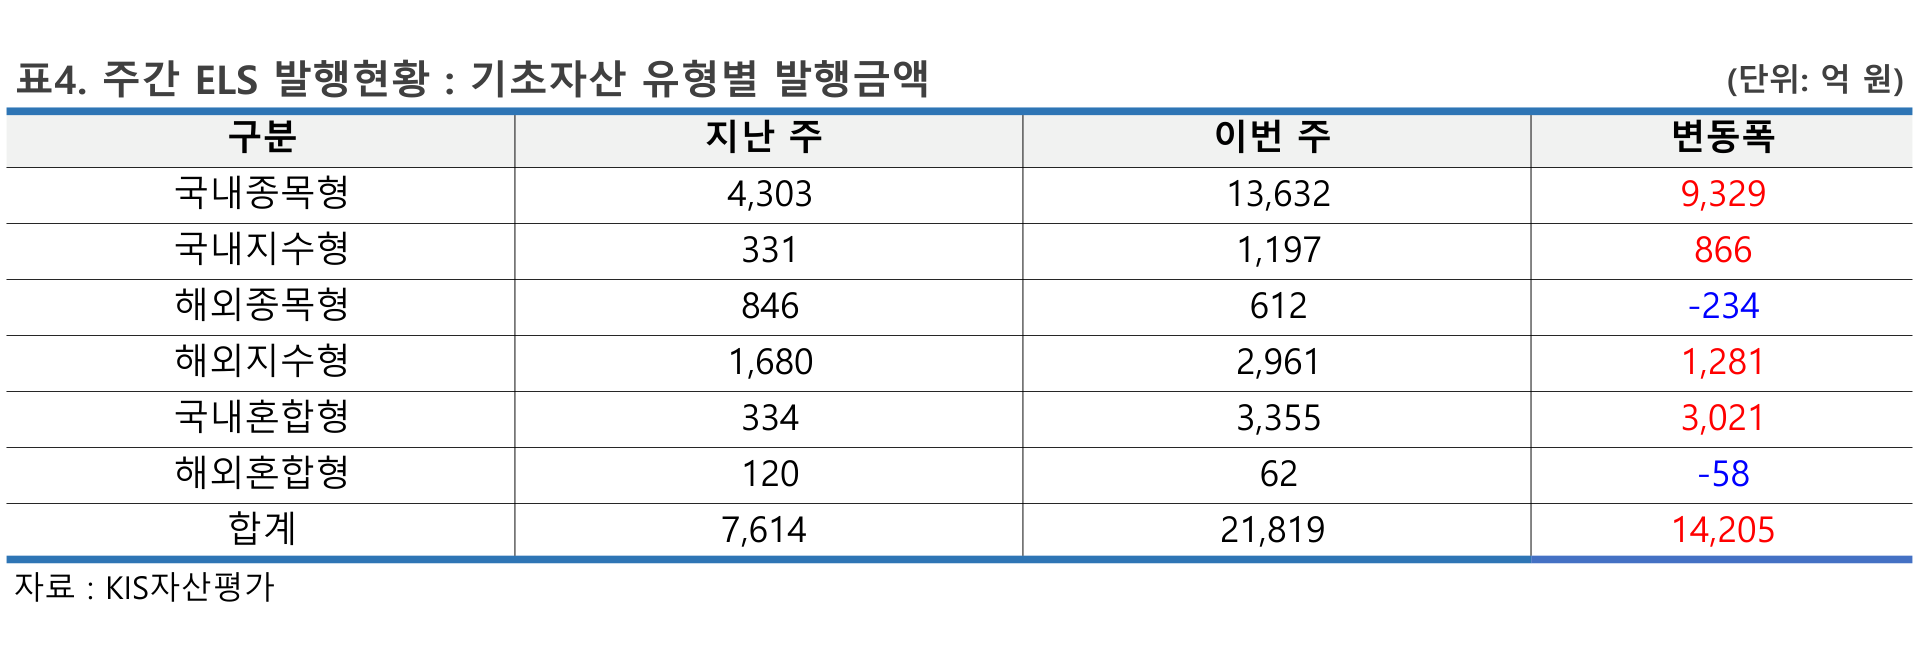 표4. 주간 ELS 발행현황 : 기초자산 유형별 발행금액 (단위: 억 원)
구분 지난 주 이번 주 변동폭
국내종목형 4,303 13,632 9,329
국내지수형 331 1,197 866
해외종목형 846 612 -234
해외지수형 1,680 2,961 1,281
국내혼합형 334 3,355 3,021
해외혼합형 120 62 -58
합계 7,614 21,819 14,205
자료 : KIS자산평가